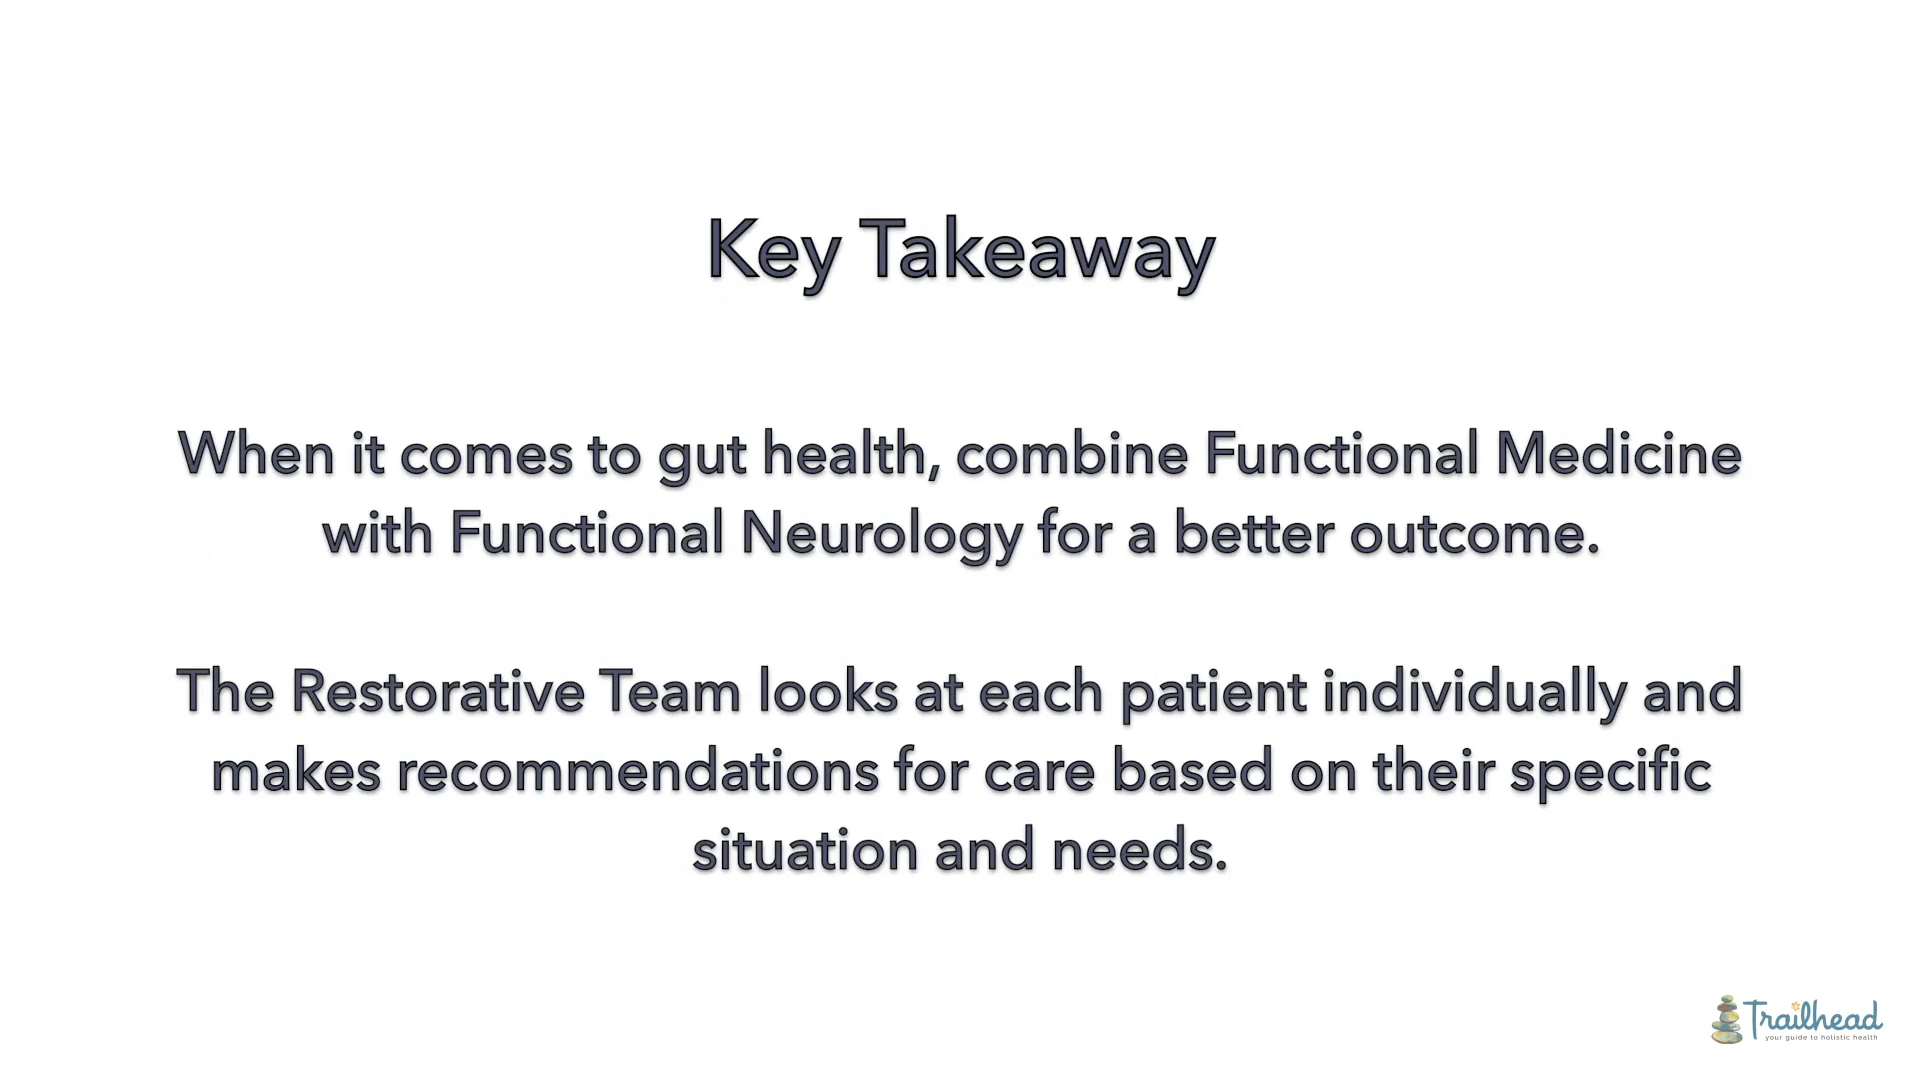 Key Takeaway
When it comes to gut health, combine Functional Medicine
with Functional Neurology for a better outcome.
The Restorative Team looks at each patient individually and
makes recommendations for care based on their specific
situation and needs.
Trailhead
your guide to holistic health